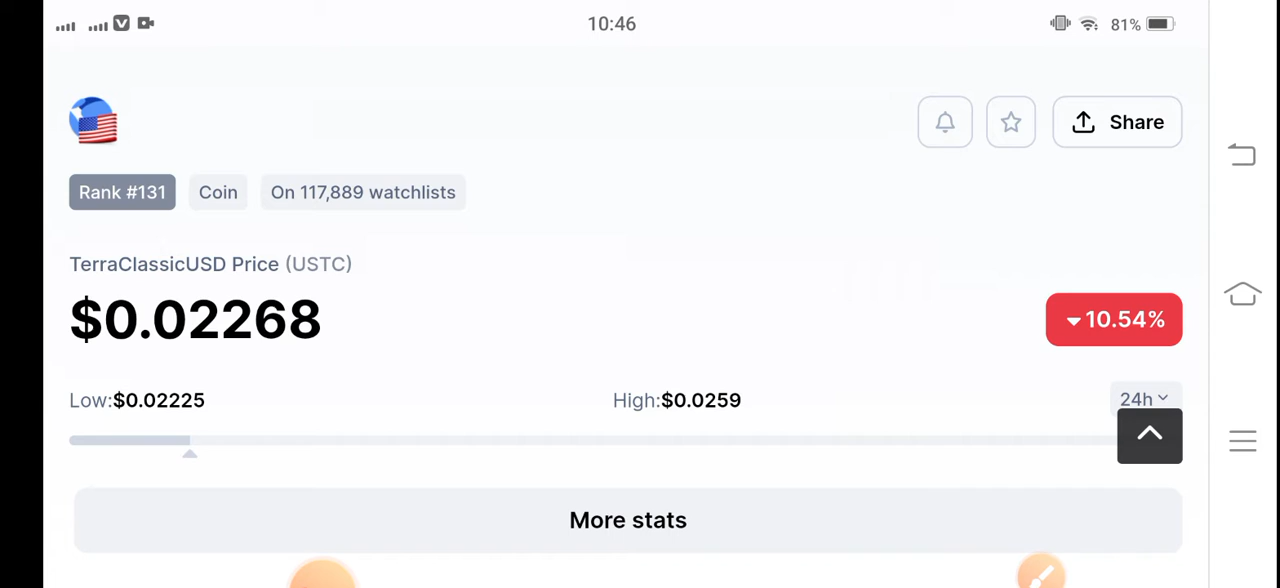 10:46
81%
Share
Rank #131 Coin On 117,889 watchlists
TerraClassicUSD Price (USTC)
$0.02268
10.54%
Low:$0.02225 High:$0.0259 24h
More stats